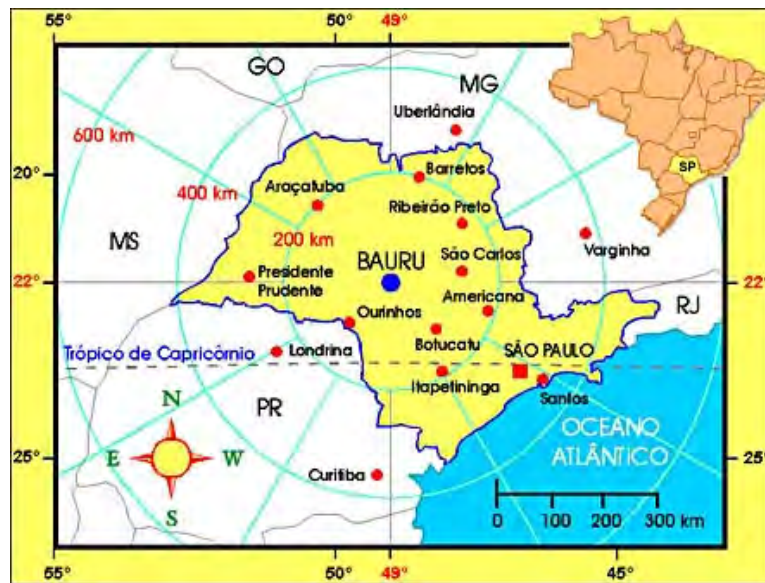 55°
50°
49°
45°
GO
MG
Uberlândia
600 km
SP
20°
Barretos
Araçatuba
400 km
Ribeirão Preto
200 km
Varginha
MS
BAURU
São Carlos
22°
Presidente
Prudente
22°
Americana
RJ
Ourinhos
Botucatu
SÃO PAULO
Trópico de Capricôrnio
Londrina
Itapetininga
Santos
N
PR
OCEANO
ATLÂNTICO
E
W
25°
25°
S
Curitiba
0 100 200 300 km
55°
50°
49°
45°